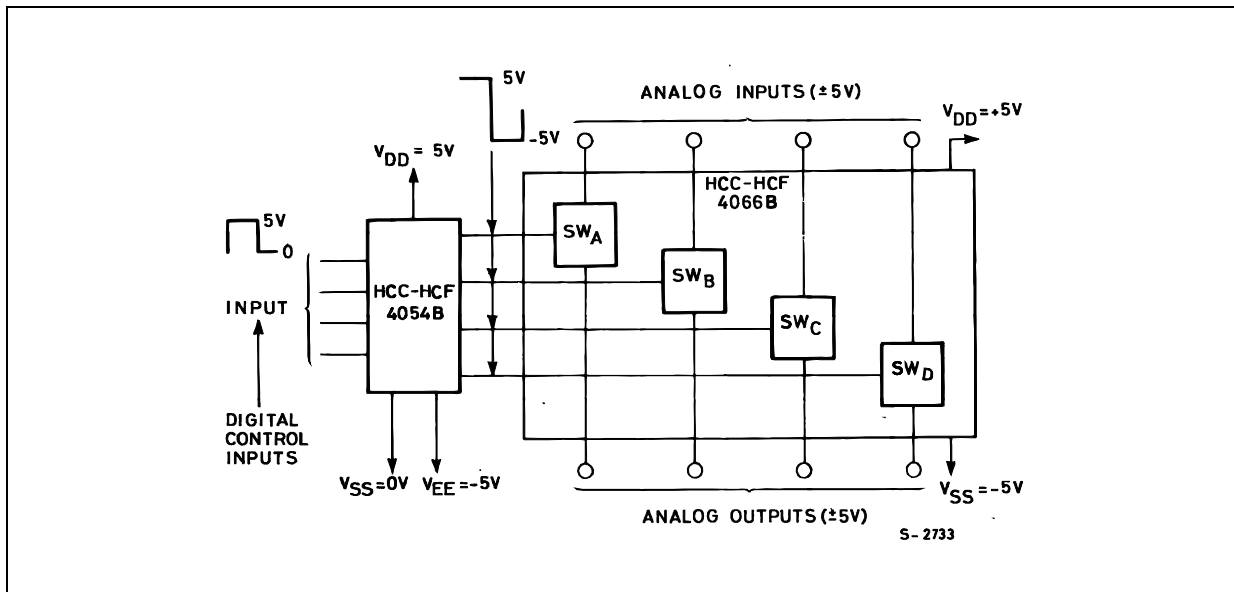 5V
-5V
ANALOG INPUTS (±5V)
VDD=+5V
VDD= 5V
HCC-HCF
4066B
5V
0
INPUT
HCC-HCF
4054B
SWA
SWB
SWC
SWD
DIGITAL
CONTROL
INPUTS
VSS=0V
VEE=-5V
VSS=-5V
ANALOG OUTPUTS (±5V)
S-2733